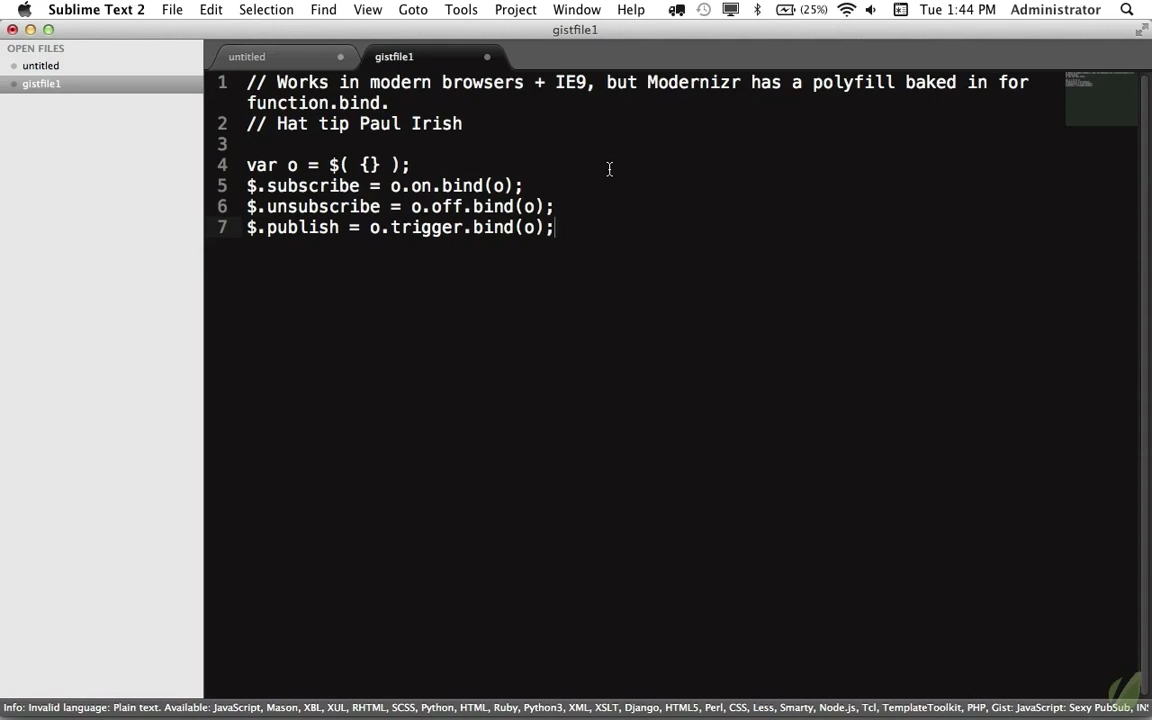 Sublime Text 2 File Edit Selection Find View Goto Tools Project Window Help (25%) Tue 1:44 PM Administrator
gistfile1
OPEN FILES
untitled
gistfile1
untitled gistfile1
1 // Works in modern browsers + IE9, but Modernizr has a polyfill baked in for
function.bind.
2 // Hat tip Paul Irish
3
4 var o = $( {} );
5 $.subscribe = o.on.bind(o);
6 $.unsubscribe = o.off.bind(o);
7 $.publish = o.trigger.bind(o);
Info: Invalid language: Plain text. Available: JavaScript, Mason, XBL, XUL, RHTML, SCSS, Python, HTML, Ruby, Python3, XML, XSLT, Django, HTML5, Perl, CSS, Less, Smarty, Node.js, Tcl, TemplateToolkit, PHP, Gist: JavaScript: Sexy PubSub, INS